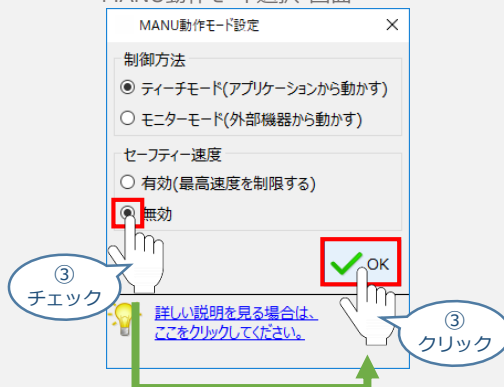 MANU動作モード選択 画面
MANU動作モード設定
制御方法
ティーチモード(アプリケーションから動かす)
モニターモード(外部機器から動かす)
セーフティー速度
有効(最高速度を制限する)
無効
OK
③
チェック
詳しい説明を見る場合は、
ここをクリックしてください。
③
クリック